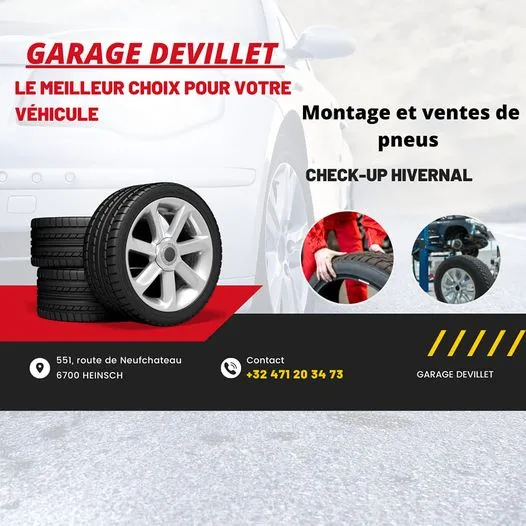 GARAGE DEVILLET
LE MEILLEUR CHOIX POUR VOTRE
VÉHICULE
Montage et ventes de
pneus
CHECK-UP HIVERNAL
551, route de Neufchateau
6700 HEINSCH
Contact
+32 471 20 34 73
GARAGE DEVILLET